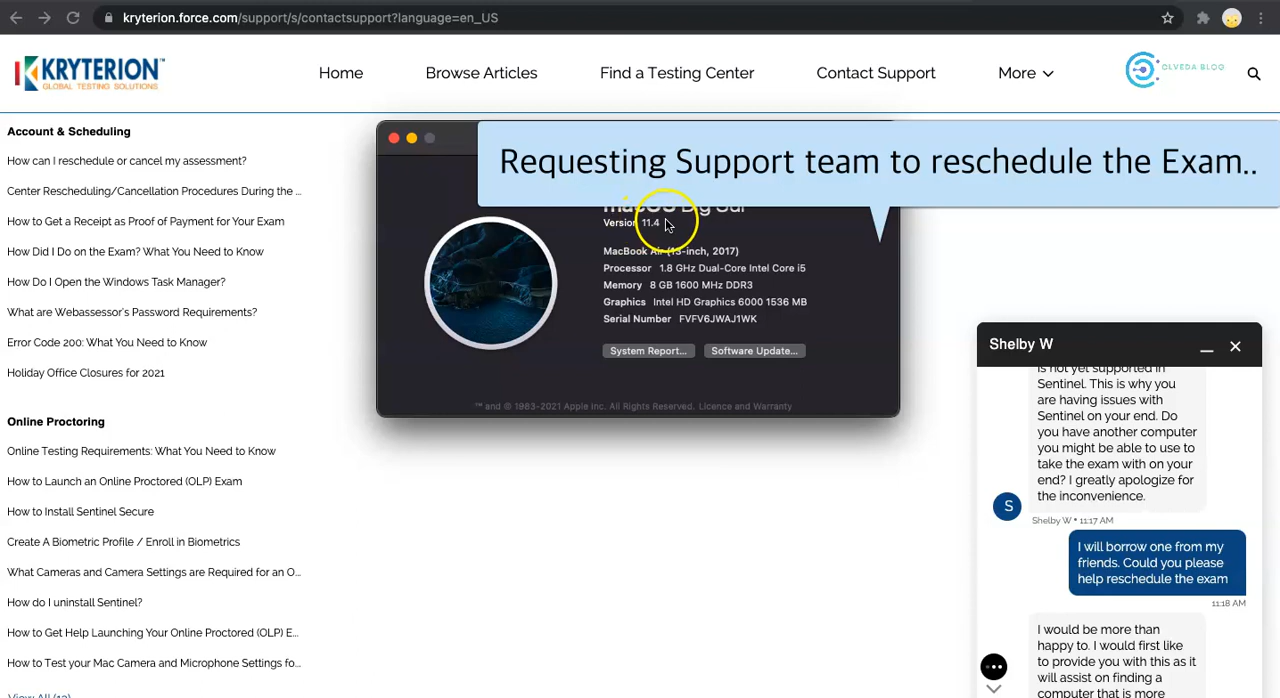 kryterion.force.com/support/s/contactsupport?language=en_US
KRYTERION™
GLOBAL TESTING SOLUTIONS
Home
Browse Articles
Find a Testing Center
Contact Support
More
OLVEDA BLOG
Account & Scheduling
How can I reschedule or cancel my assessment?
Center Rescheduling/Cancellation Procedures During the ...
How to Get a Receipt as Proof of Payment for Your Exam
How Did I Do on the Exam? What You Need to Know
How Do I Open the Windows Task Manager?
What are Webassessor's Password Requirements?
Error Code 200: What You Need to Know
Holiday Office Closures for 2021
Online Proctoring
Online Testing Requirements: What You Need to Know
How to Launch an Online Proctored (OLP) Exam
How to Install Sentinel Secure
Create A Biometric Profile / Enroll in Biometrics
What Cameras and Camera Settings are Required for an O...
How do I uninstall Sentinel?
How to Get Help Launching Your Online Proctored (OLP) E...
How to Test your Mac Camera and Microphone Settings fo...
View All (13)
Requesting Support team to reschedule the Exam..
macOS Big Sur
Version 11.4
MacBook Air (13-inch, 2017)
Processor 1.8 GHz Dual-Core Intel Core i5
Memory 8 GB 1600 MHz DDR3
Graphics Intel HD Graphics 6000 1536 MB
Serial Number FVFV6JWAJ1WK
System Report...
Software Update...
™ and © 1983-2021 Apple Inc. All Rights Reserved. Licence and Warranty
Shelby W
is not yet supported in
Sentinel. This is why you
are having issues with
Sentinel on your end. Do
you have another computer
you might be able to use to
take the exam with on your
end? I greatly apologize for
the inconvenience.
S
Shelby W • 11:17 AM
I will borrow one from my
friends. Could you please
help reschedule the exam
11:18 AM
I would be more than
happy to. I would first like
to provide you with this as it
will assist on finding a
computer that is more